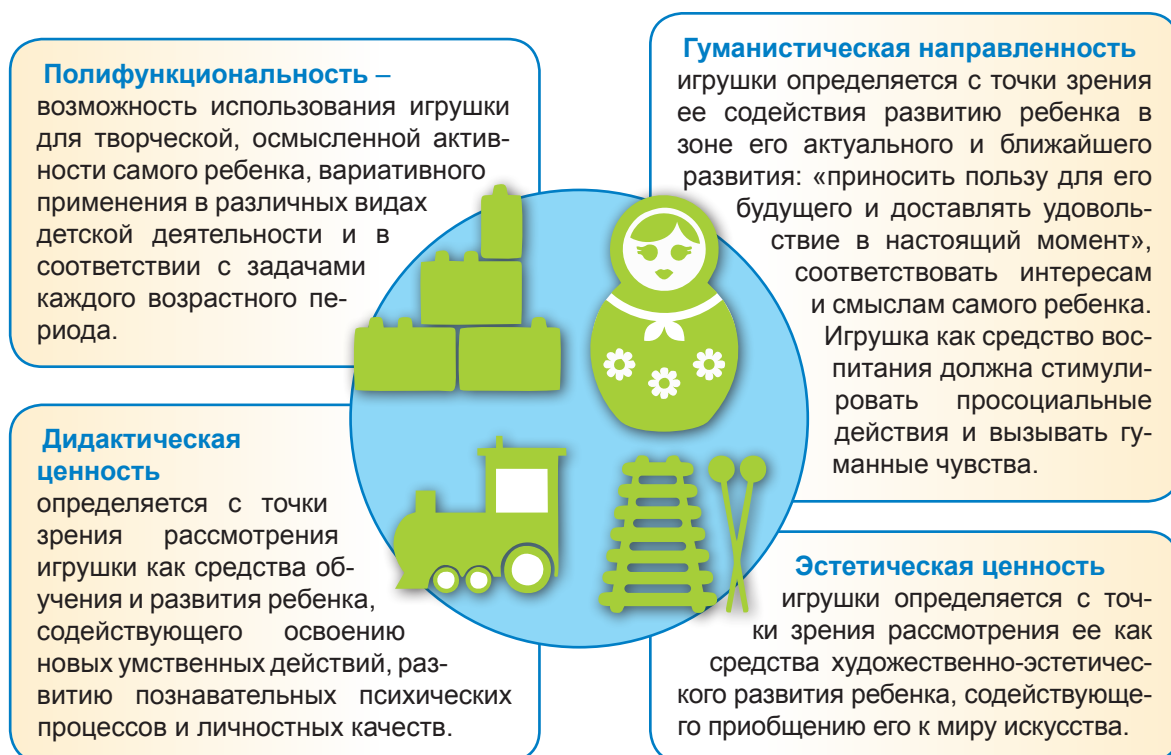 Полифункциональность –
возможность использования игрушки
для творческой, осмысленной актив-
ности самого ребенка, вариативного
применения в различных видах
детской деятельности и в
соответствии с задачами
каждого возрастного пе-
риода.
Гуманистическая направленность
игрушки определяется с точки зрения
ее содействия развитию ребенка в
зоне его актуального и ближайшего
развития: «приносить пользу для его
будущего и доставлять удоволь-
ствие в настоящий момент»,
соответствовать интересам
и смыслам самого ребенка.
Игрушка как средство вос-
питания должна стимули-
ровать просоциальные
действия и вызывать гу-
манные чувства.
Дидактическая
ценность
определяется с точки
зрения рассмотрения
игрушки как средства об-
учения и развития ребенка,
содействующего освоению
новых умственных действий, раз-
витию познавательных психических
процессов и личностных качеств.
Эстетическая ценность
игрушки определяется с точ-
ки зрения рассмотрения ее как
средства художественно-эстетичес-
кого развития ребенка, содействующе-
го приобщению его к миру искусства.